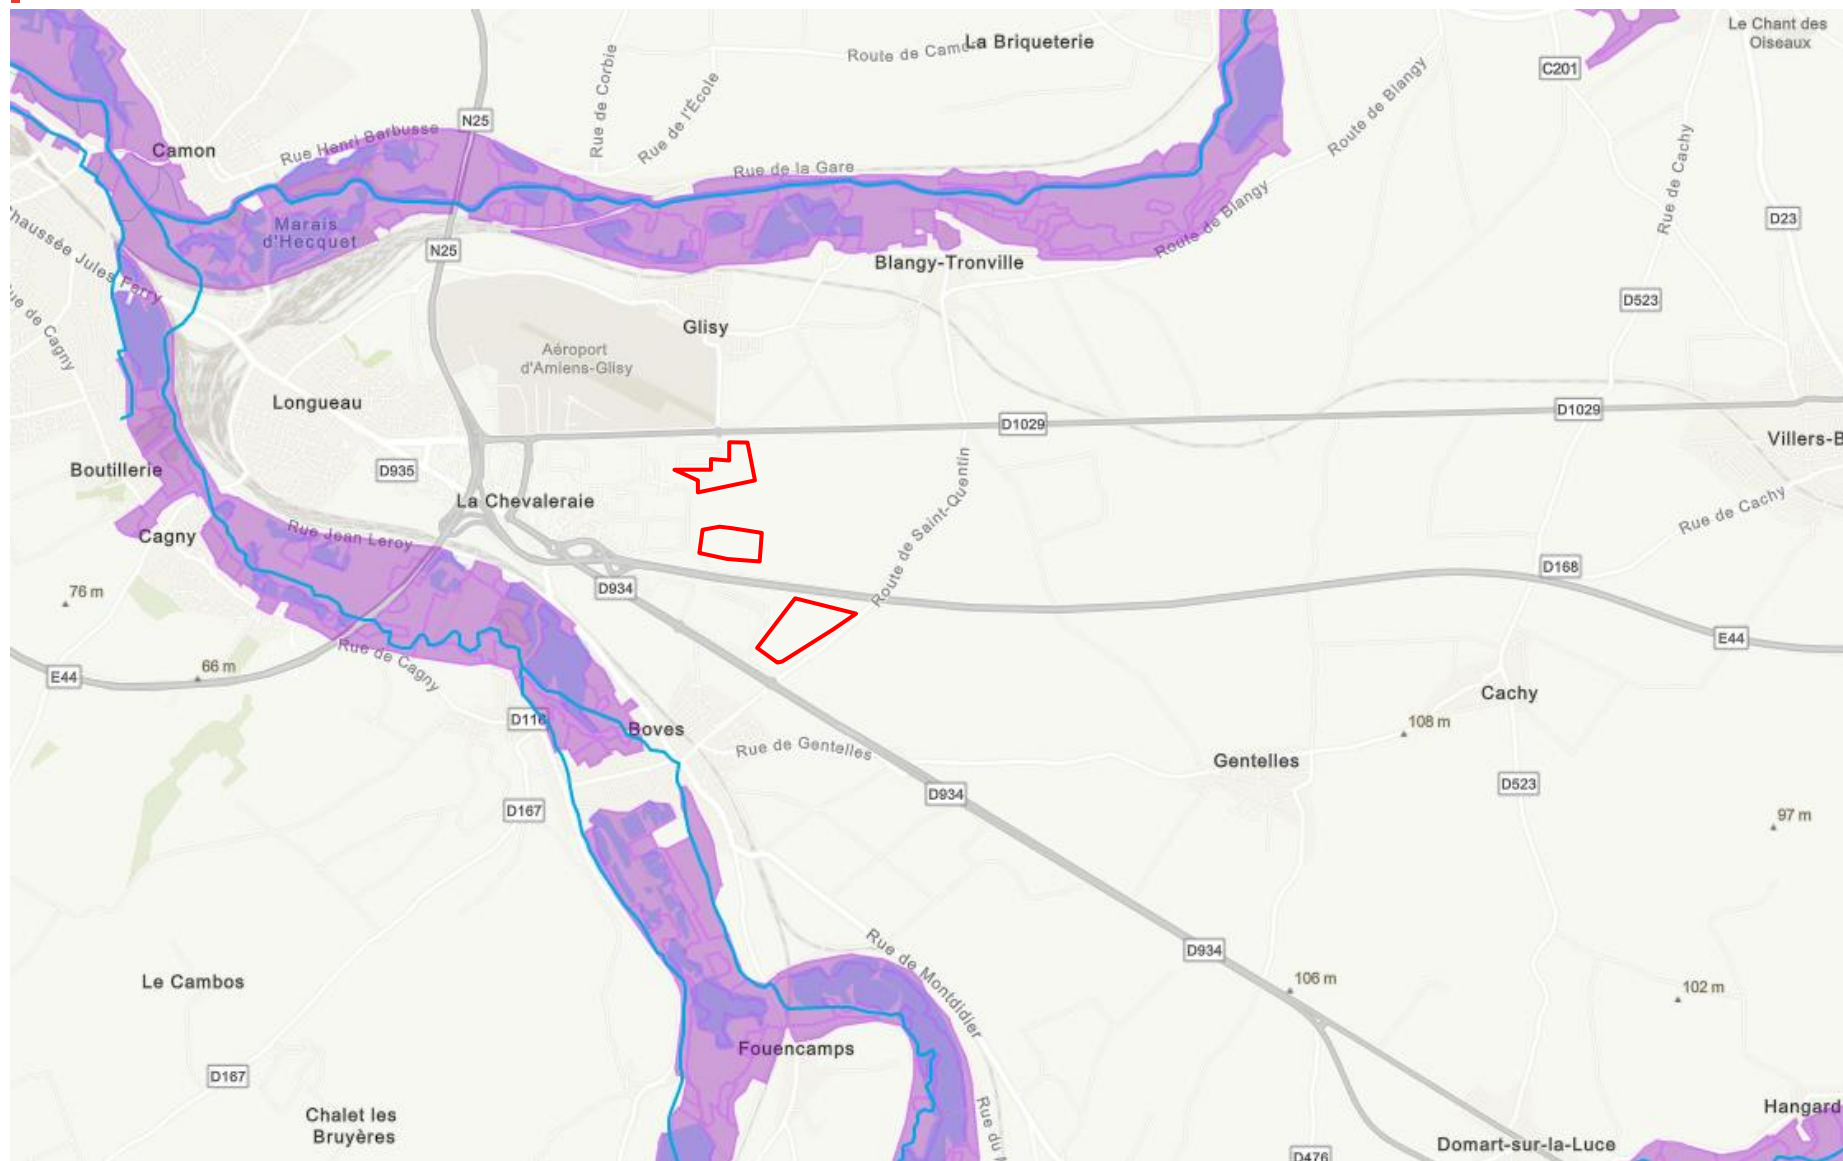 Le Chant des
Oiseaux
La Briqueterie
Route de Camon
C201
Rue de Corbie
Rue de l'École
Route de Blangy
N25
Rue Henri Barbusse
Camon
Rue de la Gare
Rue de Cachy
Marais
d'Hecquet
Route de Blangy
D23
N25
Blangy-Tronville
haussée Jules Ferry
ue de Cagny
D523
Glisy
Aéroport
d'Amiens-Glisy
Longueau
D1029
D1029
Villers-B
Boutillerie
D935
La Chevaleraie
Route de Saint-Quentin
Rue de Cachy
Cagny
Rue Jean Leroy
D168
76 m
D934
E44
66 m
E44
Rue de Cagny
Cachy
D116
Boves
108 m
Rue de Gentelles
Gentelles
D934
D523
D167
97 m
Rue de Montdidier
D934
Le Cambos
106 m
102 m
Fouencamps
D167
Chalet les
Bruyères
Rue du
Hangard
Domart-sur-la-Luce
D476